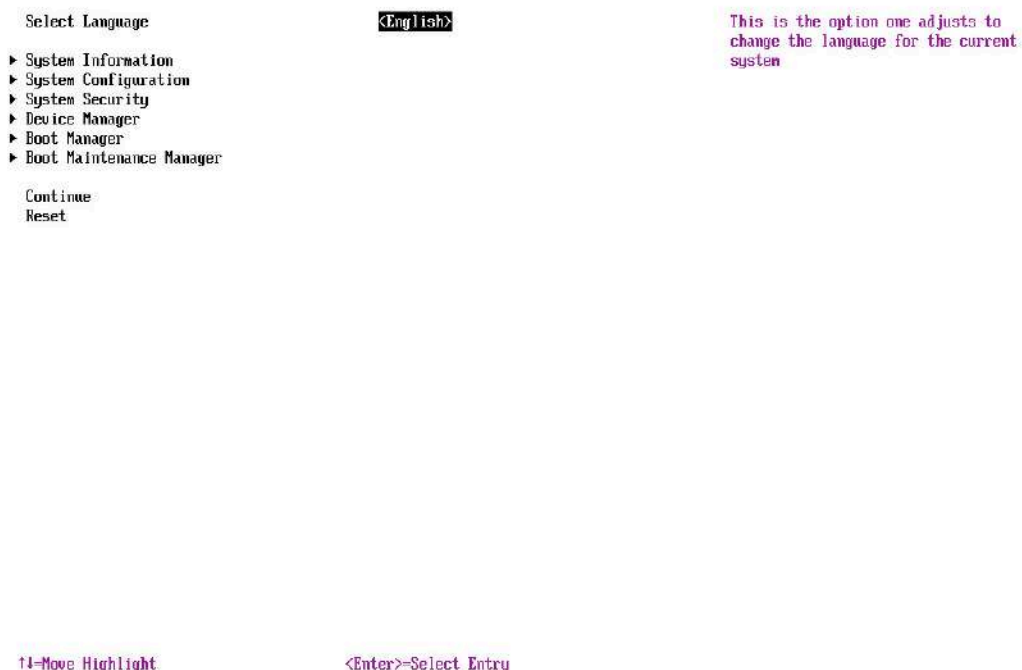 Select Language <English> This is the option one adjusts to
change the language for the current
system
▶ System Information
▶ System Configuration
▶ System Security
▶ Device Manager
▶ Boot Manager
▶ Boot Maintenance Manager
Continue
Reset
↑↓=Move Highlight <Enter>=Select Entry